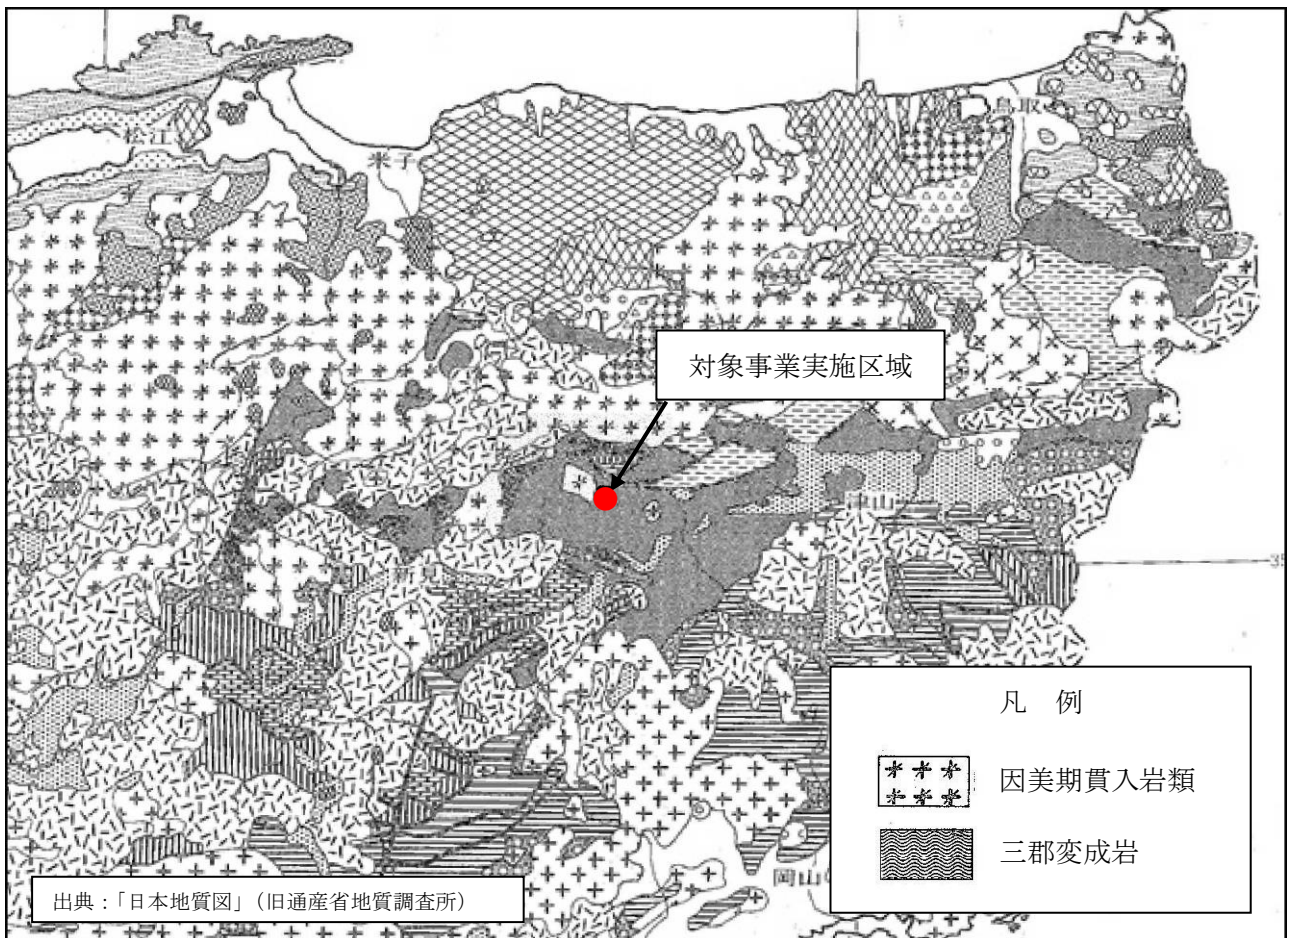 鳥取
松江
米子
対象事業実施区域
津山
新見
35
凡 例
因美期貫入岩類
三郡変成岩
岡山
出典：「日本地質図」（旧通産省地質調査所）